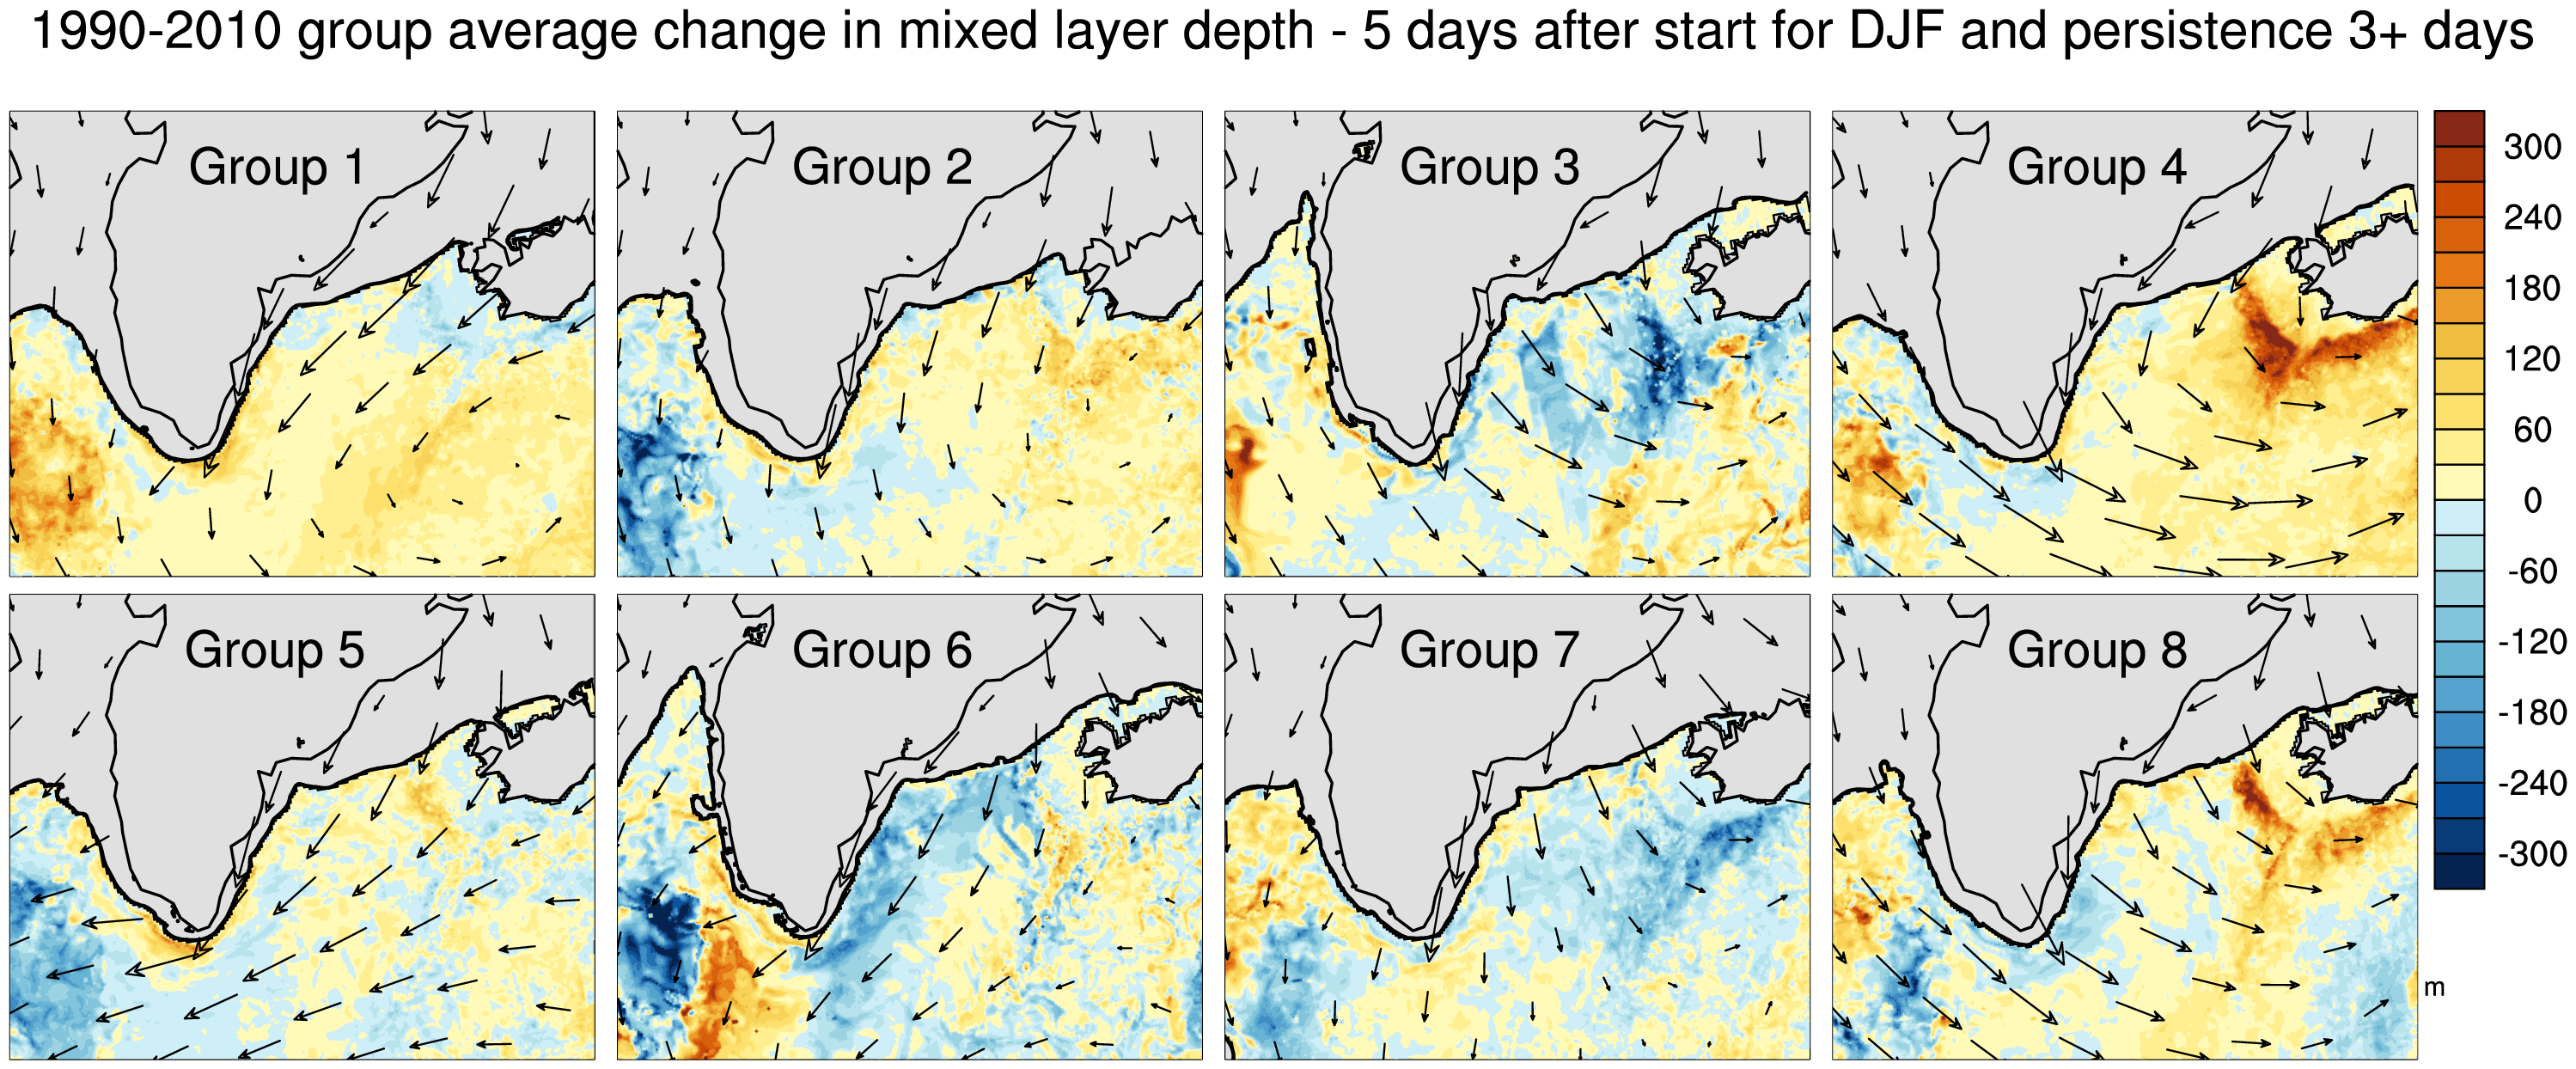 1990-2010 group average change in mixed layer depth - 5 days after start for DJF and persistence 3+ days
Group 1
Group 2
Group 3
Group 4
Group 5
Group 6
Group 7
Group 8
300
240
180
120
60
0
-60
-120
-180
-240
-300
m